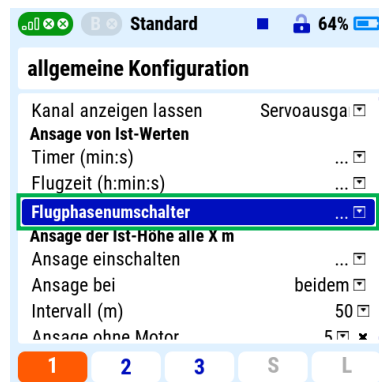 B Standard 64%
allgemeine Konfiguration
Kanal anzeigen lassen Servoausga
Ansage von Ist-Werten
Timer (min:s) ...
Flugzeit (h:min:s) ...
Flugphasenumschalter ...
Ansage der Ist-Höhe alle X m
Ansage einschalten ...
Ansage bei beidem
Intervall (m) 50
Ansage ohne Motor 5
1 2 3 S L